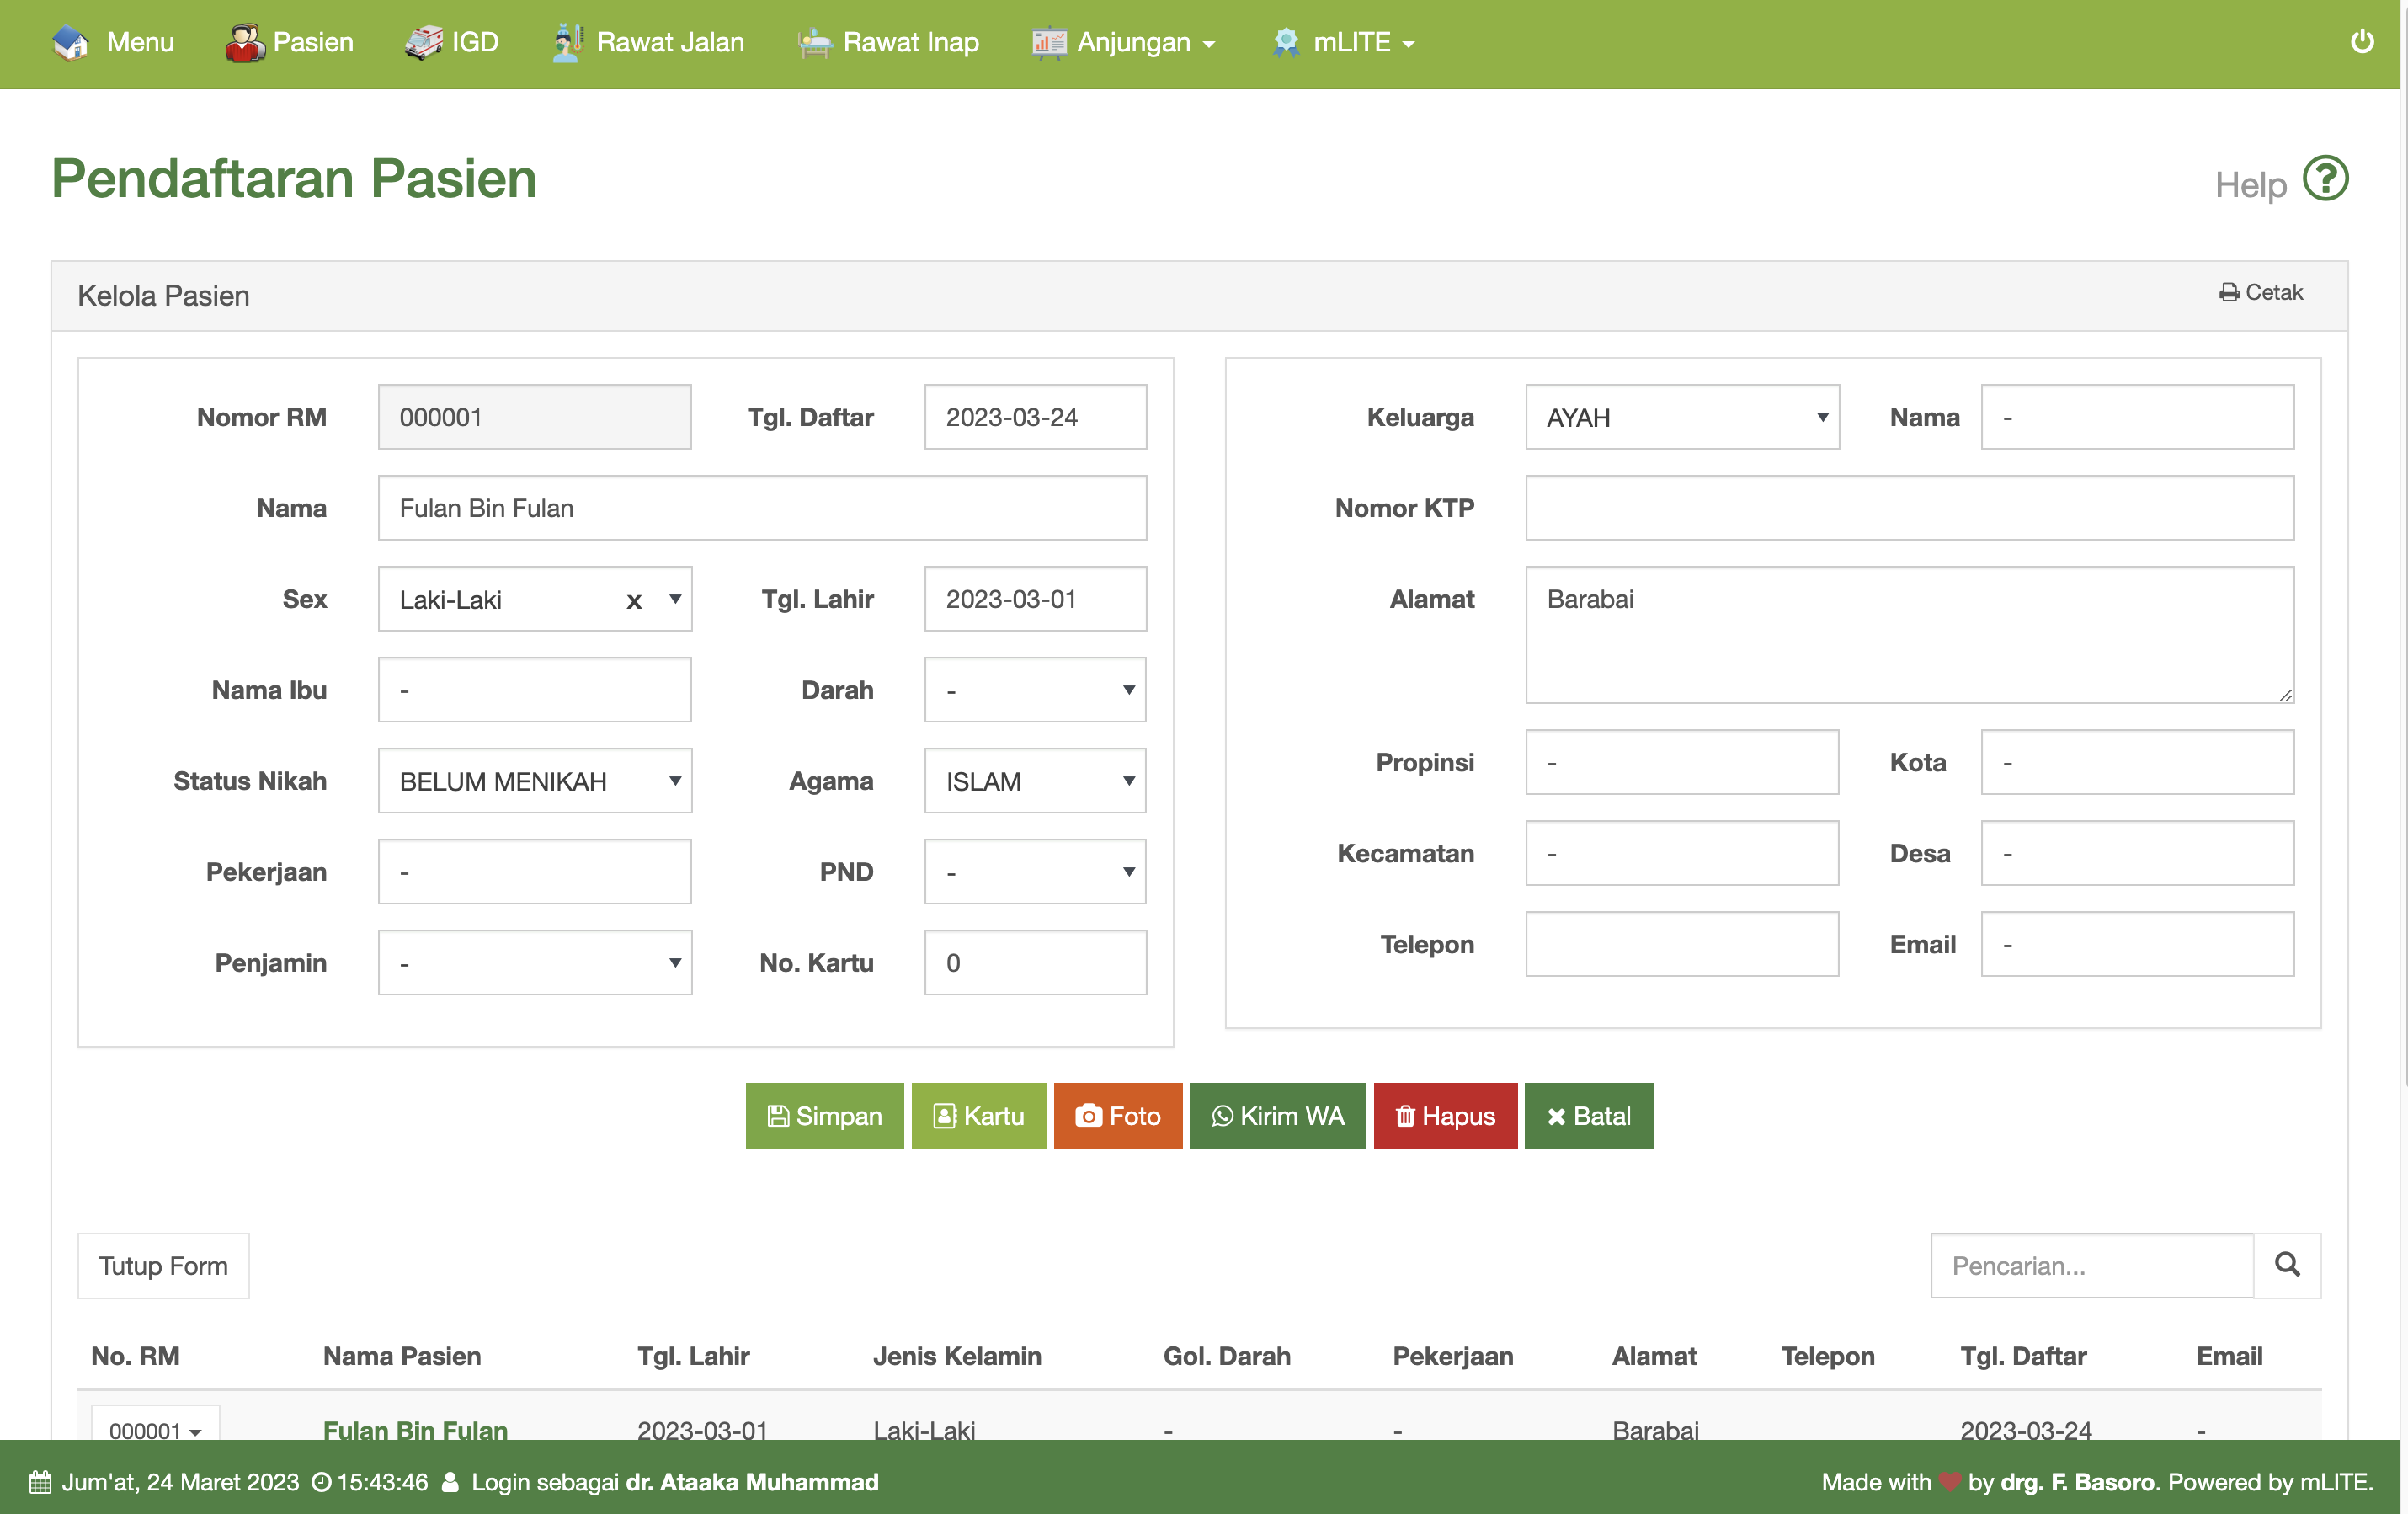 Menu Pasien IGD Rawat Jalan Rawat Inap Anjungan mLITE
Pendaftaran Pasien
Help
Kelola Pasien
Cetak
Nomor RM 000001 Tgl. Daftar 2023-03-24
Nama Fulan Bin Fulan
Sex Laki-Laki x Tgl. Lahir 2023-03-01
Nama Ibu - Darah -
Status Nikah BELUM MENIKAH Agama ISLAM
Pekerjaan - PND -
Penjamin - No. Kartu 0
Keluarga AYAH Nama -
Nomor KTP
Alamat Barabai
Propinsi - Kota -
Kecamatan - Desa -
Telepon Email -
Simpan Kartu Foto Kirim WA Hapus Batal
Tutup Form
Pencarian...
No. RM Nama Pasien Tgl. Lahir Jenis Kelamin Gol. Darah Pekerjaan Alamat Telepon Tgl. Daftar Email
000001 Fulan Bin Fulan 2023-03-01 Laki-Laki - - Barabai 2023-03-24 -
Jum'at, 24 Maret 2023 15:43:46 Login sebagai dr. Ataaka Muhammad
Made with by drg. F. Basoro. Powered by mLITE.